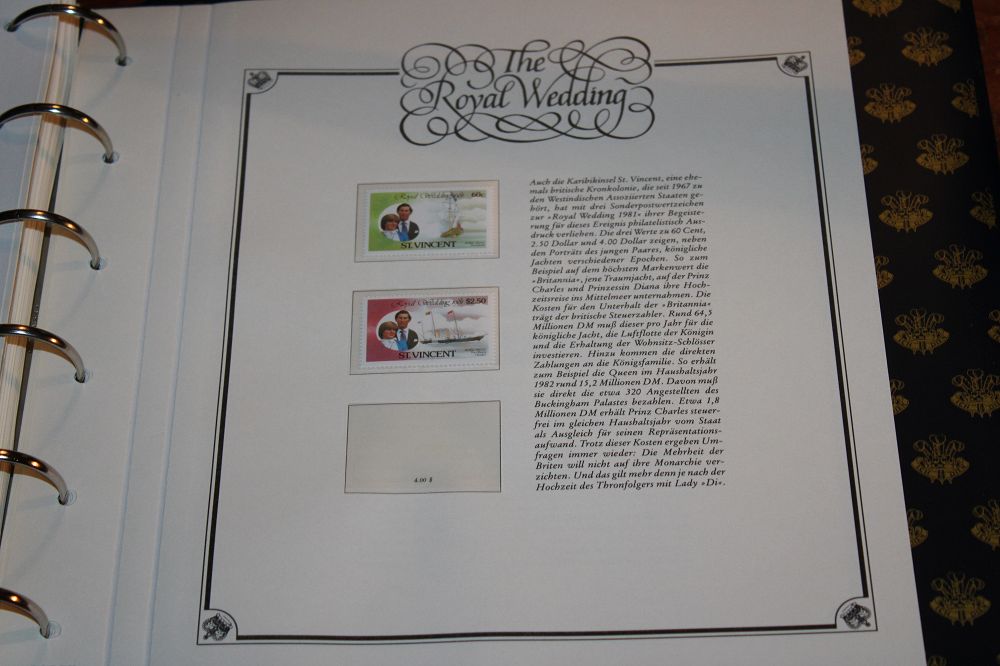 The
Royal Wedding
Royal Wedding 1981
60c
ST. VINCENT
Royal Wedding 1981
$2.50
ST. VINCENT
4.00 $
Auch die Karibikinsel St. Vincent, eine ehe-
mals britische Kronkolonie, die seit 1967 zu
den Westindischen Assoziierten Staaten ge-
hört, hat mit drei Sonderpostwertzeichen
zur »Royal Wedding 1981« ihrer Begeiste-
rung für dieses Ereignis philatelistisch Aus-
druck verliehen. Die drei Werte zu 60 Cent,
2.50 Dollar und 4.00 Dollar zeigen, neben
den Porträts des jungen Paares, königliche
Jachten verschiedener Epochen. So zum
Beispiel auf dem höchsten Markenwert die
»Britannia«, jene Traumjacht, auf der Prinz
Charles und Prinzessin Diana ihre Hoch-
zeitsreise ins Mittelmeer unternahmen. Die
Kosten für den Unterhalt der »Britannia«
trägt der britische Steuerzahler. Rund 64,5
Millionen DM muß dieser pro Jahr für die
königliche Jacht, die Luftflotte der Königin
und die Erhaltung der Wohnsitz-Schlösser
investieren. Hinzu kommen die direkten
Zahlungen an die Königsfamilie. So erhält
zum Beispiel die Queen im Haushaltsjahr
1982 rund 15,2 Millionen DM. Davon muß
sie direkt die etwa 320 Angestellten des
Buckingham Palastes bezahlen. Etwa 1,8
Millionen DM erhält Prinz Charles steuer-
frei im gleichen Haushaltsjahr vom Staat
als Ausgleich für seinen Repräsentations-
aufwand. Trotz dieser Kosten ergeben Um-
fragen immer wieder: Die Mehrheit der
Briten will nicht auf ihre Monarchie ver-
zichten. Und das gilt mehr denn je nach der
Hochzeit des Thronfolgers mit Lady »Di«.